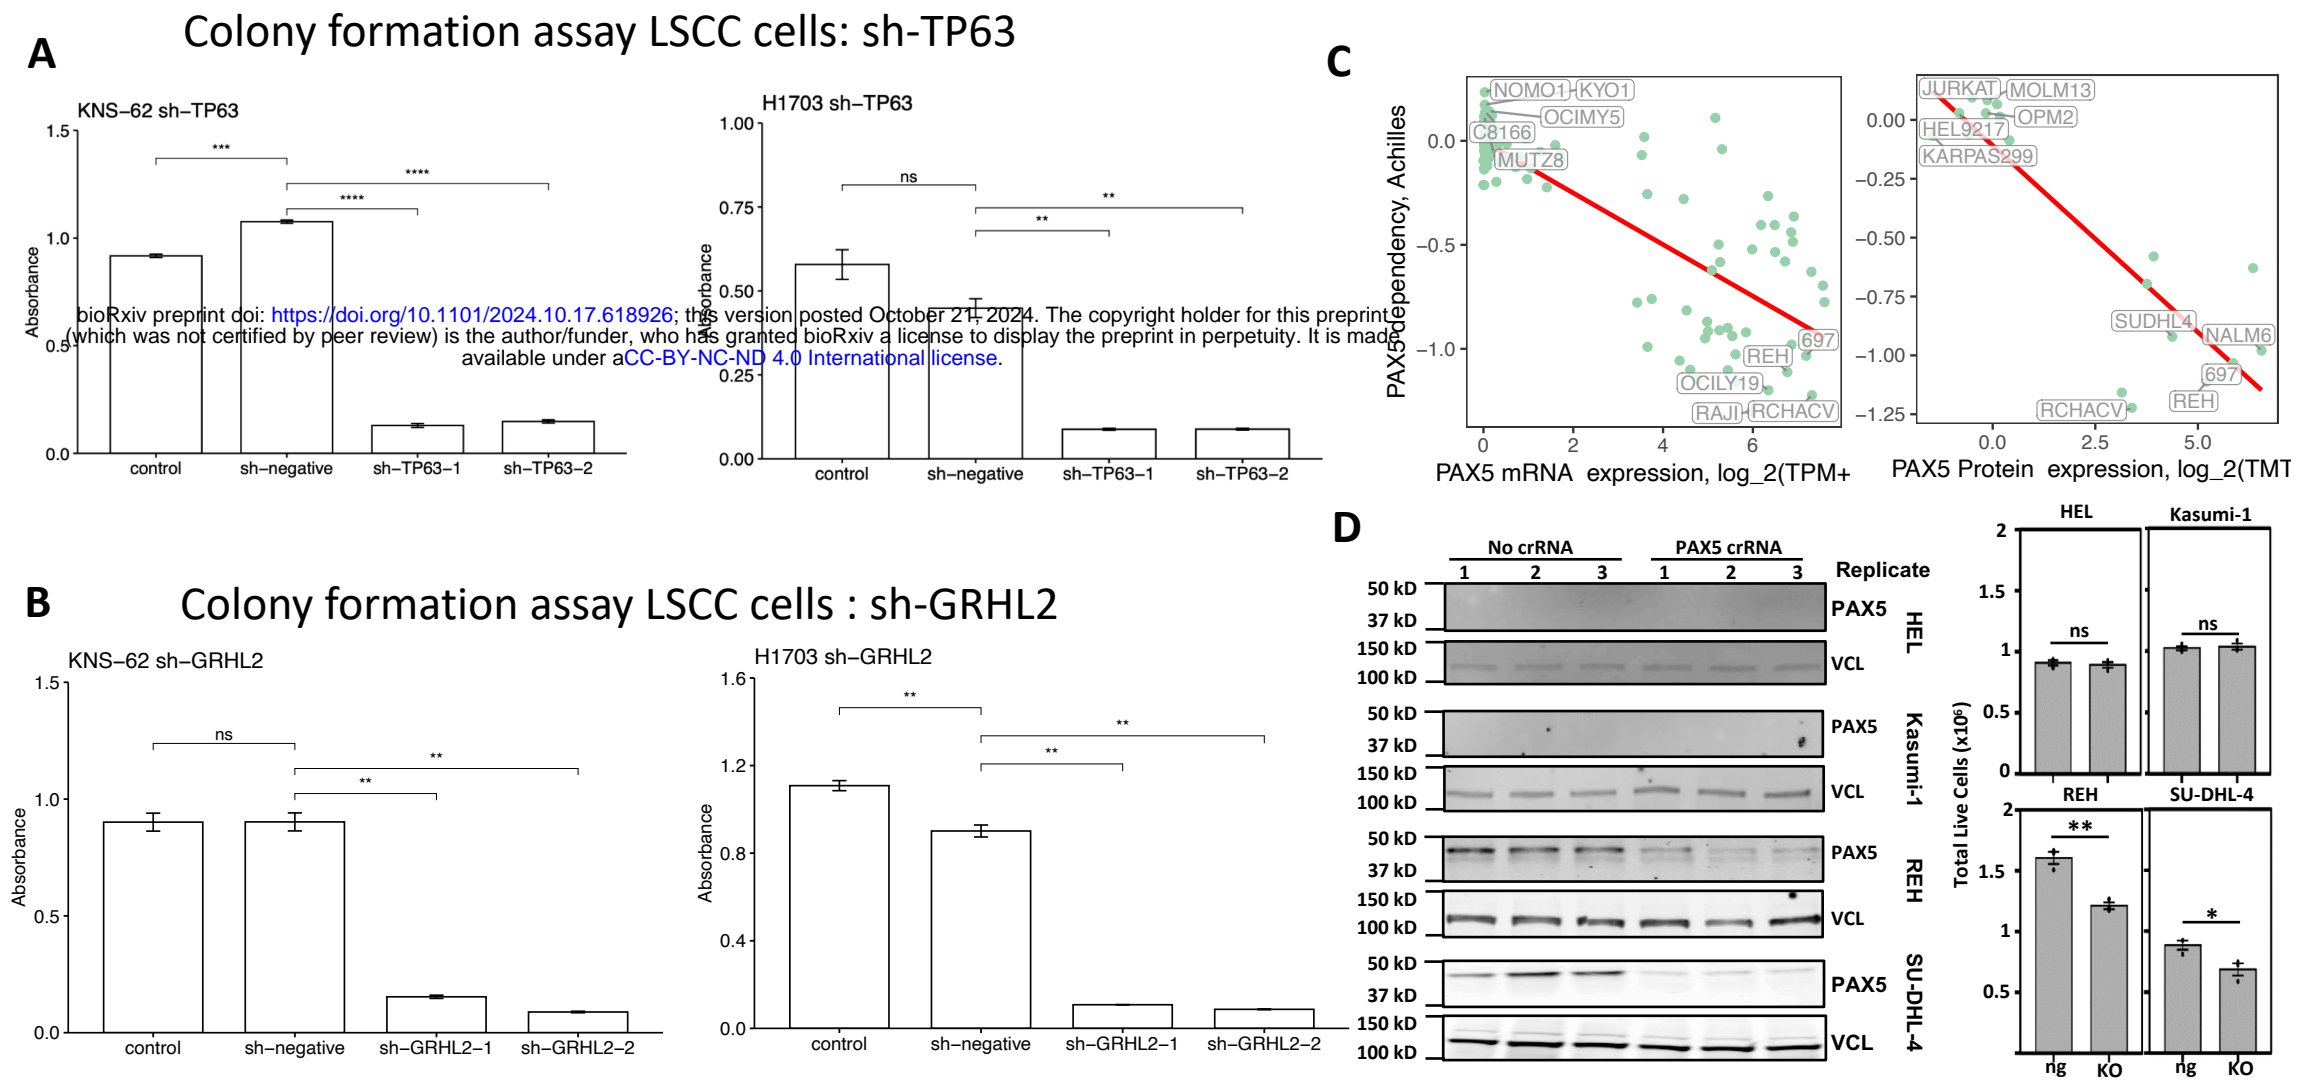 A
Colony formation assay LSCC cells: sh-TP63
KNS-62 sh-TP63
1.5
1.0
0.5
0.0
Absorbance
***
****
****
control
sh-negative
sh-TP63-1
sh-TP63-2
H1703 sh-TP63
1.00
0.75
0.50
0.25
0.00
Absorbance
ns
**
**
control
sh-negative
sh-TP63-1
sh-TP63-2
bioRxiv preprint doi: https://doi.org/10.1101/2024.10.17.618926; this version posted October 21, 2024. The copyright holder for this preprint
(which was not certified by peer review) is the author/funder, who has granted bioRxiv a license to display the preprint in perpetuity. It is made
available under aCC-BY-NC-ND 4.0 International license.
B
Colony formation assay LSCC cells : sh-GRHL2
KNS-62 sh-GRHL2
1.5
1.0
0.5
0.0
Absorbance
ns
**
**
control
sh-negative
sh-GRHL2-1
sh-GRHL2-2
H1703 sh-GRHL2
1.6
1.2
0.8
0.4
0.0
Absorbance
**
**
**
control
sh-negative
sh-GRHL2-1
sh-GRHL2-2
C
PAX5 dependency, Achilles
0.0
-0.5
-1.0
NOMO1
KYO1
OCIMY5
C8166
MUTZ8
697
REH
OCILY19
RAJI
RCHACV
0
2
4
6
PAX5 mRNA expression, log_2(TPM+
0.00
-0.25
-0.50
-0.75
-1.00
-1.25
JURKAT
MOLM13
OPM2
HEL9217
KARPAS299
SUDHL4
NALM6
697
REH
RCHACV
0.0
2.5
5.0
PAX5 Protein expression, log_2(TMT
D
No crRNA
PAX5 crRNA
1 2 3 1 2 3 Replicate
50 kD
37 kD
PAX5
150 kD
100 kD
VCL
HEL
50 kD
37 kD
PAX5
150 kD
100 kD
VCL
Kasumi-1
50 kD
37 kD
PAX5
150 kD
100 kD
VCL
REH
50 kD
37 kD
PAX5
150 kD
100 kD
VCL
SU-DHL-4
Total Live Cells (x10⁶)
HEL
Kasumi-1
2
1.5
1
0.5
0
ns
ns
REH
SU-DHL-4
2
1.5
1
0.5
**
*
ng
KO
ng
KO